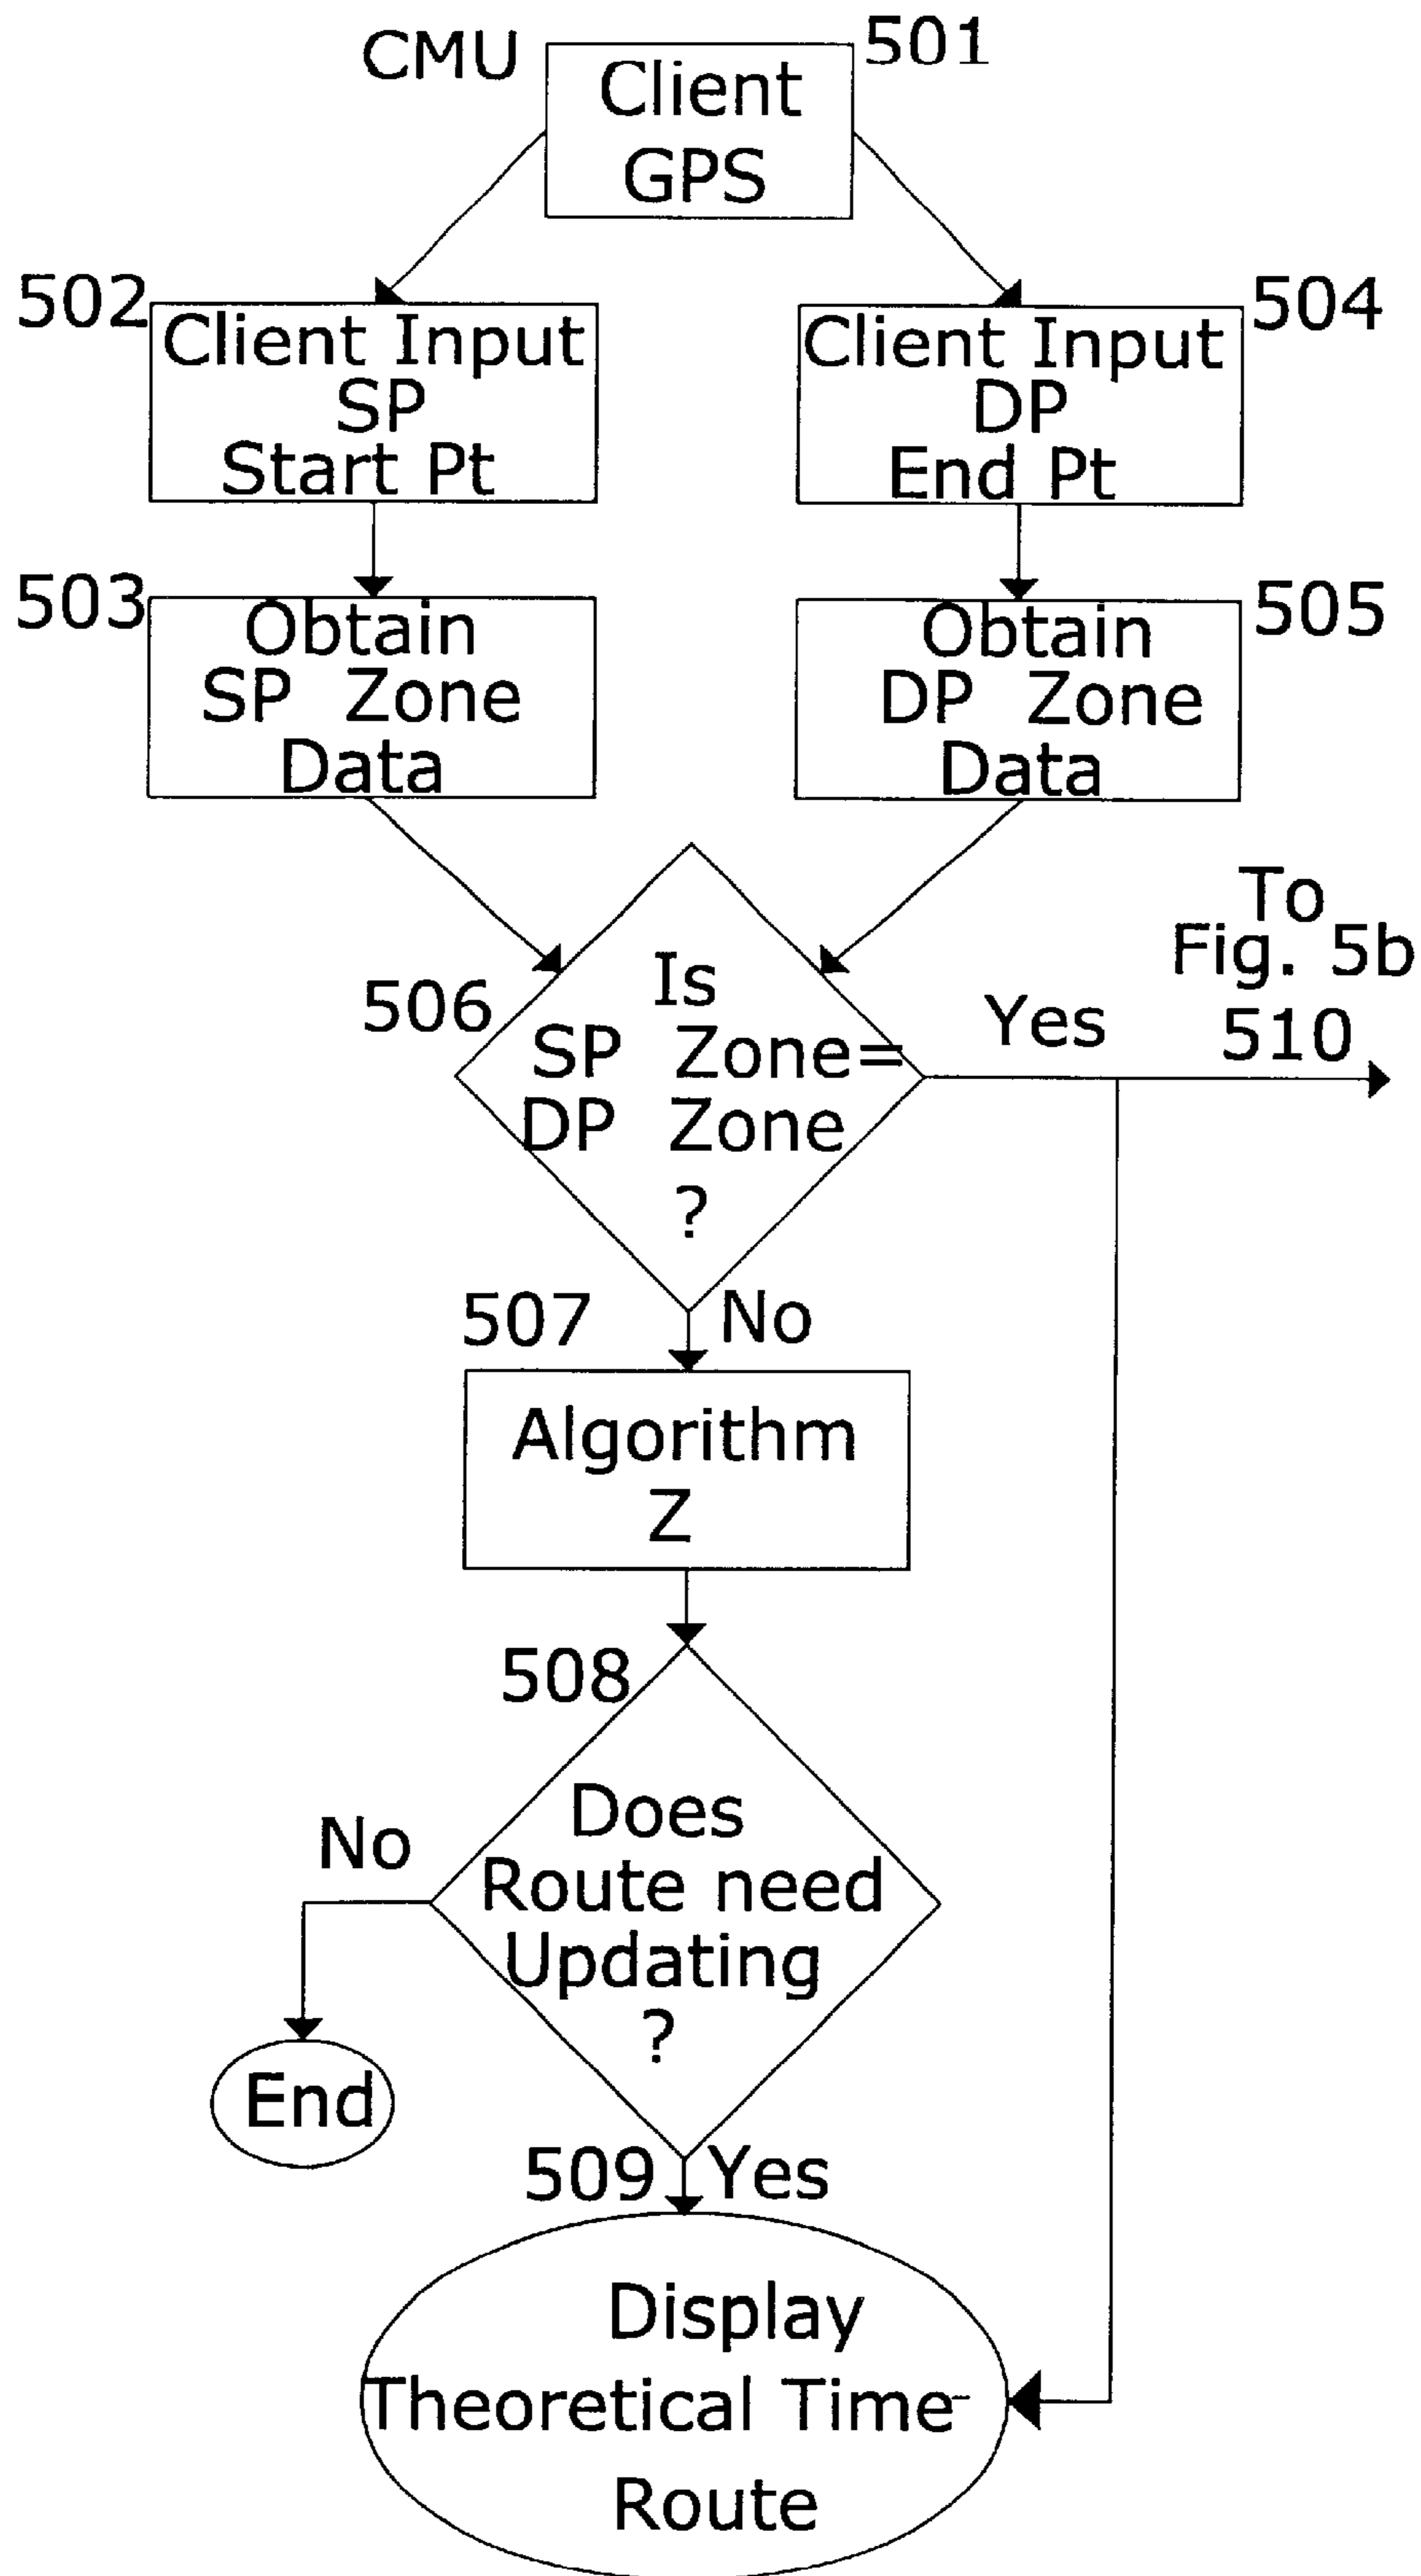 CMU
501
Client
GPS
502
Client Input
SP
Start Pt
504
Client Input
DP
End Pt
503
Obtain
SP Zone
Data
505
Obtain
DP Zone
Data
To
Fig. 5b
510
506
Is
SP Zone=
DP Zone
?
Yes
507
No
Algorithm
Z
508
Does
Route need
Updating
?
No
End
509
Yes
Display
Theoretical Time-
Route